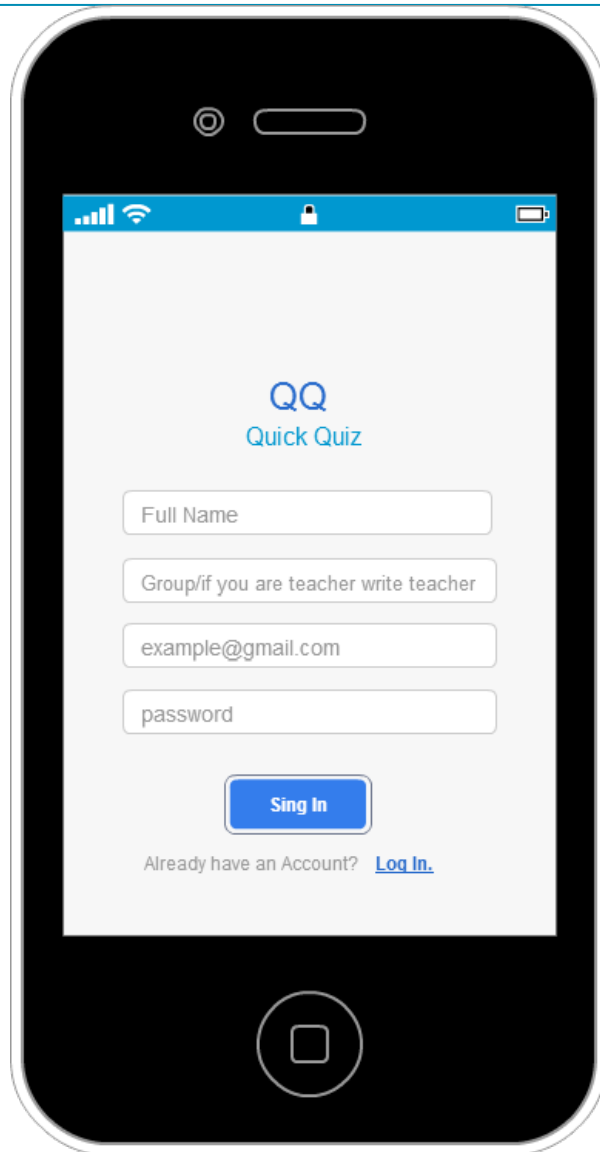 QQ
Quick Quiz
Full Name
Group/if you are teacher write teacher
example@gmail.com
password
Sing In
Already have an Account? Log In.